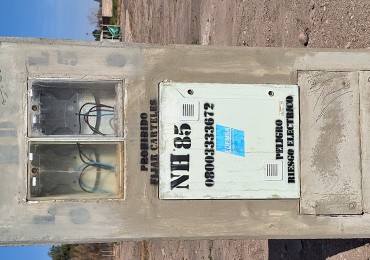 PROHIBIDO
FIJAR CARTELES
NH 85
08003333672
PELIGRO
RIESGO ELECTRICO